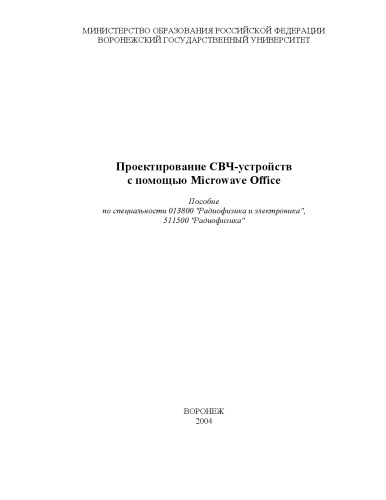 МИНИСТЕРСТВО ОБРАЗОВАНИЯ РОССИЙСКОЙ ФЕДЕРАЦИИ
ВОРОНЕЖСКИЙ ГОСУДАРСТВЕННЫЙ УНИВЕРСИТЕТ
Проектирование СВЧ-устройств
с помощью Microwave Office
Пособие
по специальности 013800 "Радиофизика и электроника",
511500 "Радиофизика"
ВОРОНЕЖ
2004